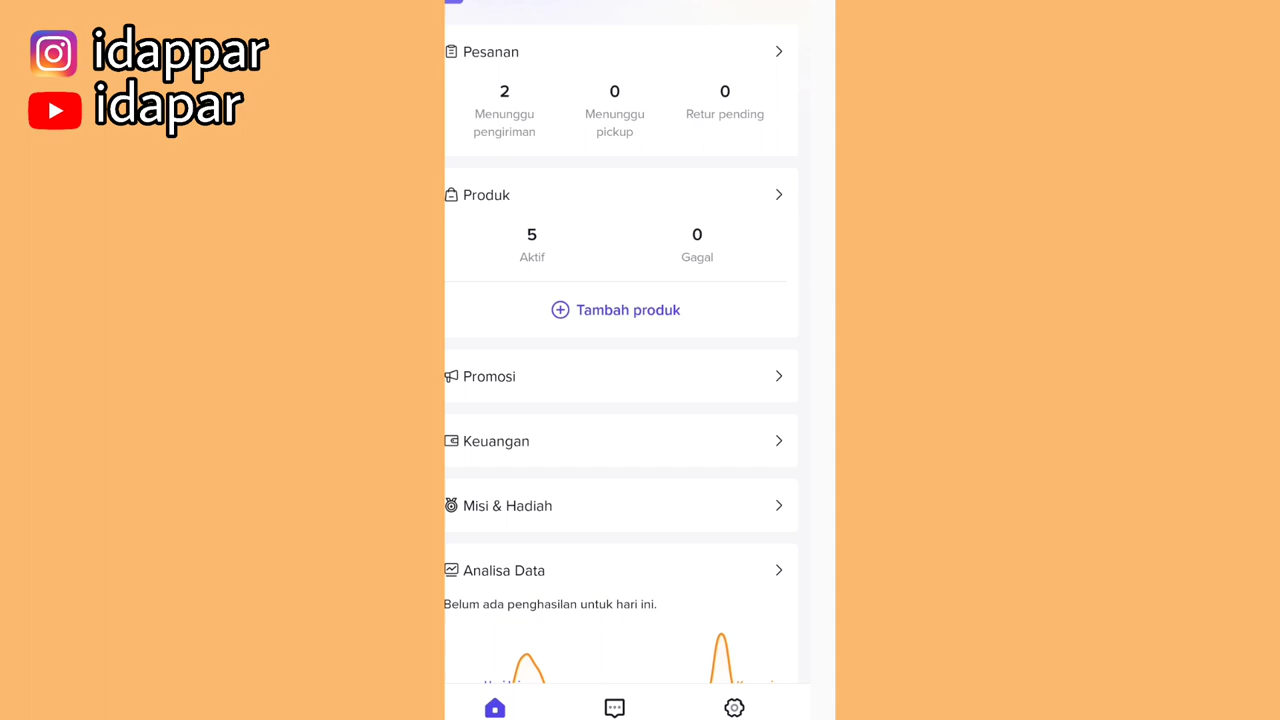 idappar
idapar
Pesanan
2
0
0
Menunggu pengiriman
Menunggu pickup
Retur pending
Produk
5
0
Aktif
Gagal
Tambah produk
Promosi
Keuangan
Misi & Hadiah
Analisa Data
Belum ada penghasilan untuk hari ini.